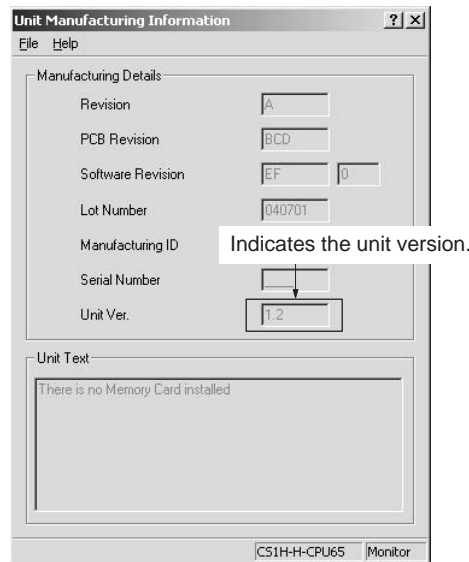 Unit Manufacturing Information
File Help
Manufacturing Details
Revision A
PCB Revision BCD
Software Revision EF 0
Lot Number 040701
Manufacturing ID
Indicates the unit version.
Serial Number
Unit Ver. 1.2
Unit Text
There is no Memory Card installed
CS1H-H-CPU65 Monitor